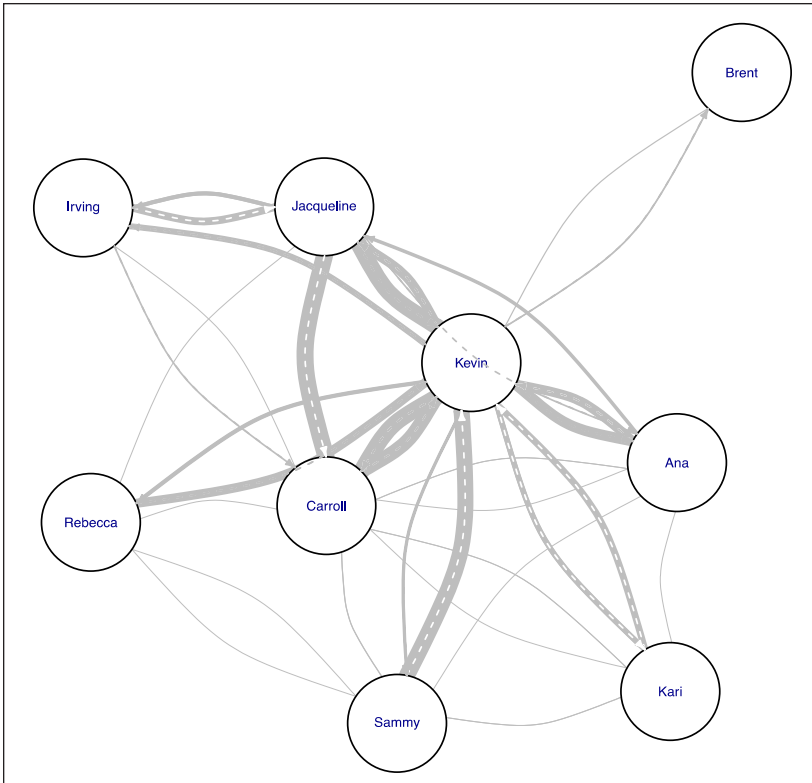 Brent
Irving
Jacqueline
Kevin
Ana
Carroll
Rebecca
Kari
Sammy